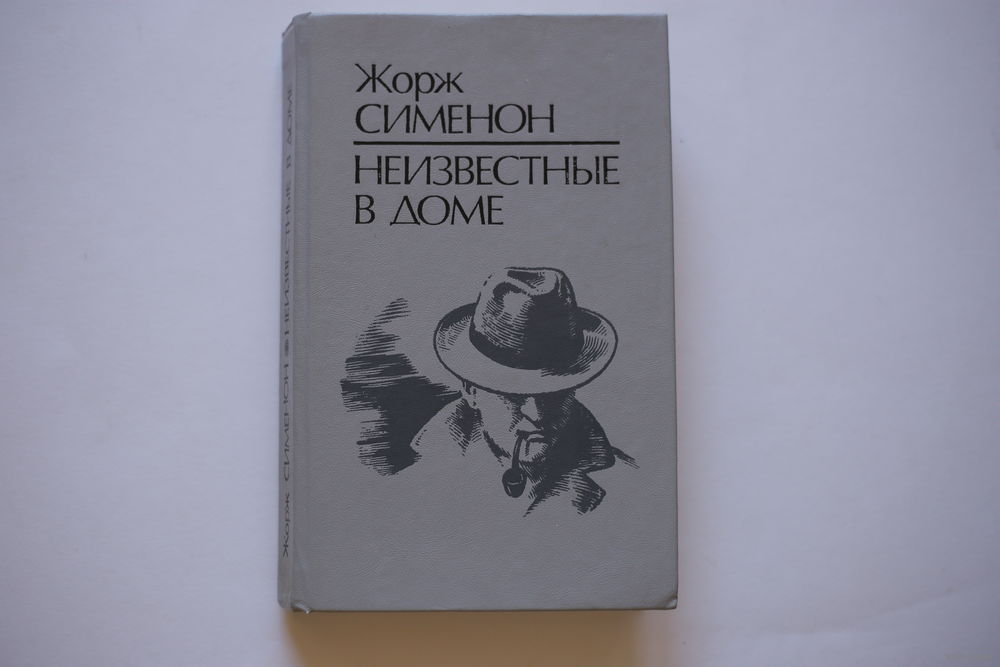 Жорж
СИМЕНОН
НЕИЗВЕСТНЫЕ
В ДОМЕ
Жорж СИМЕНОН НЕИЗВЕСТНЫЕ В ДОМЕ